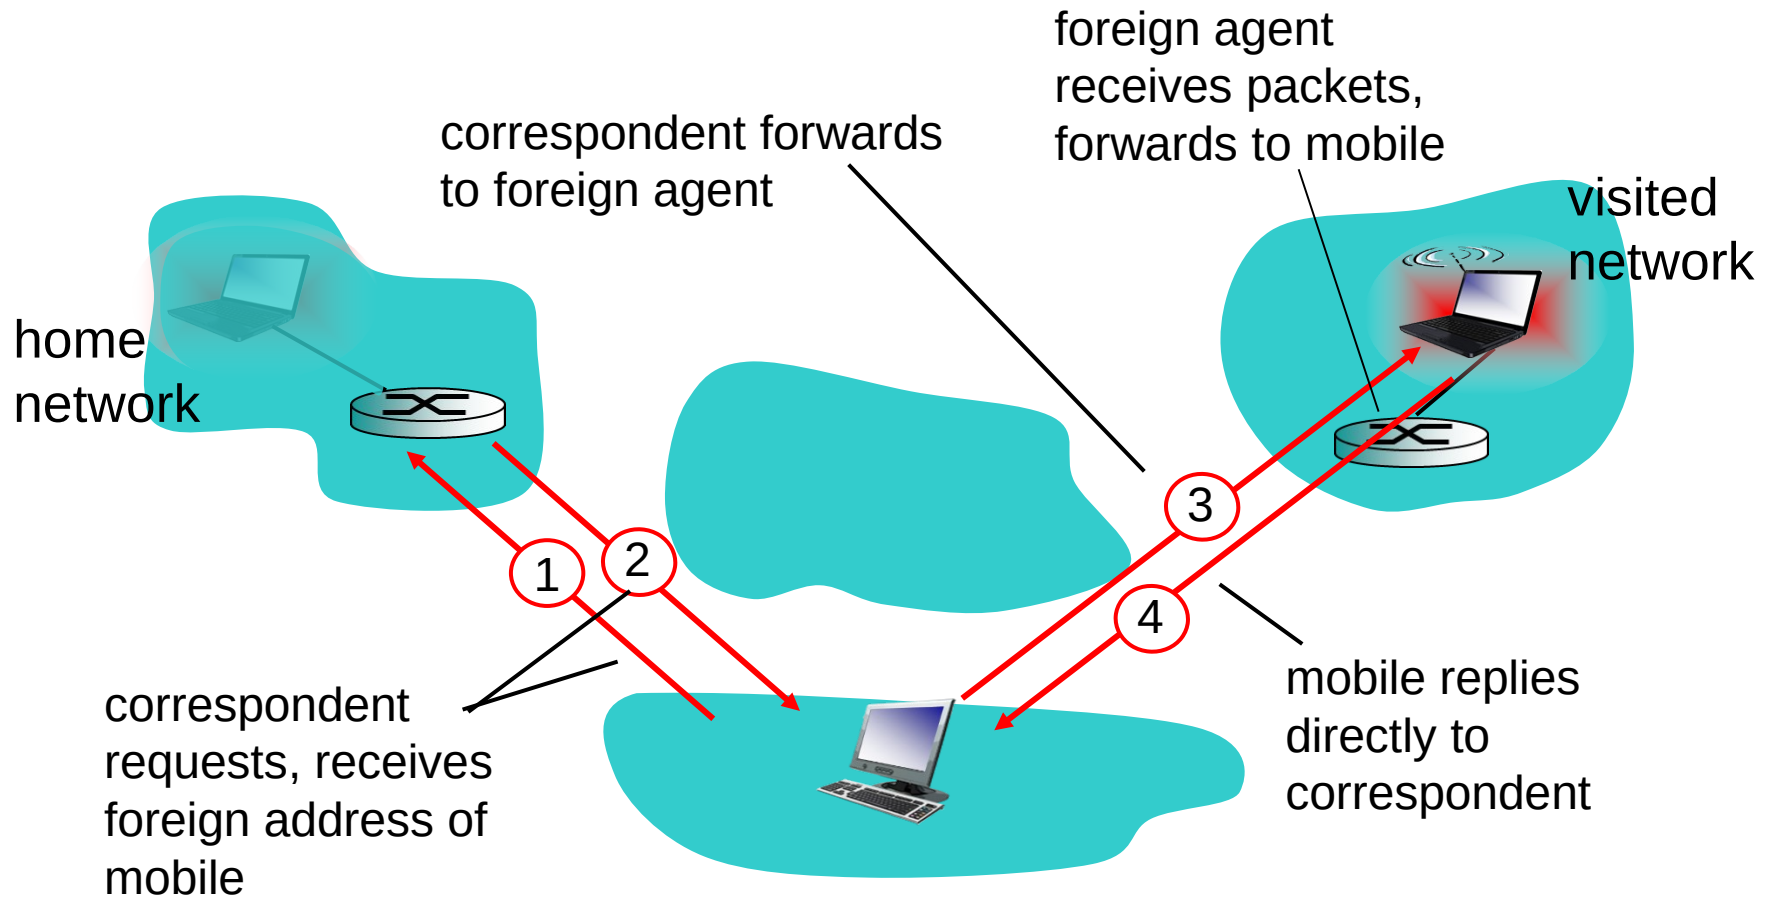 foreign agent
receives packets,
forwards to mobile
correspondent forwards
to foreign agent
visited
network
home
network
3
2
1
4
mobile replies
directly to
correspondent
correspondent
requests, receives
foreign address of
mobile